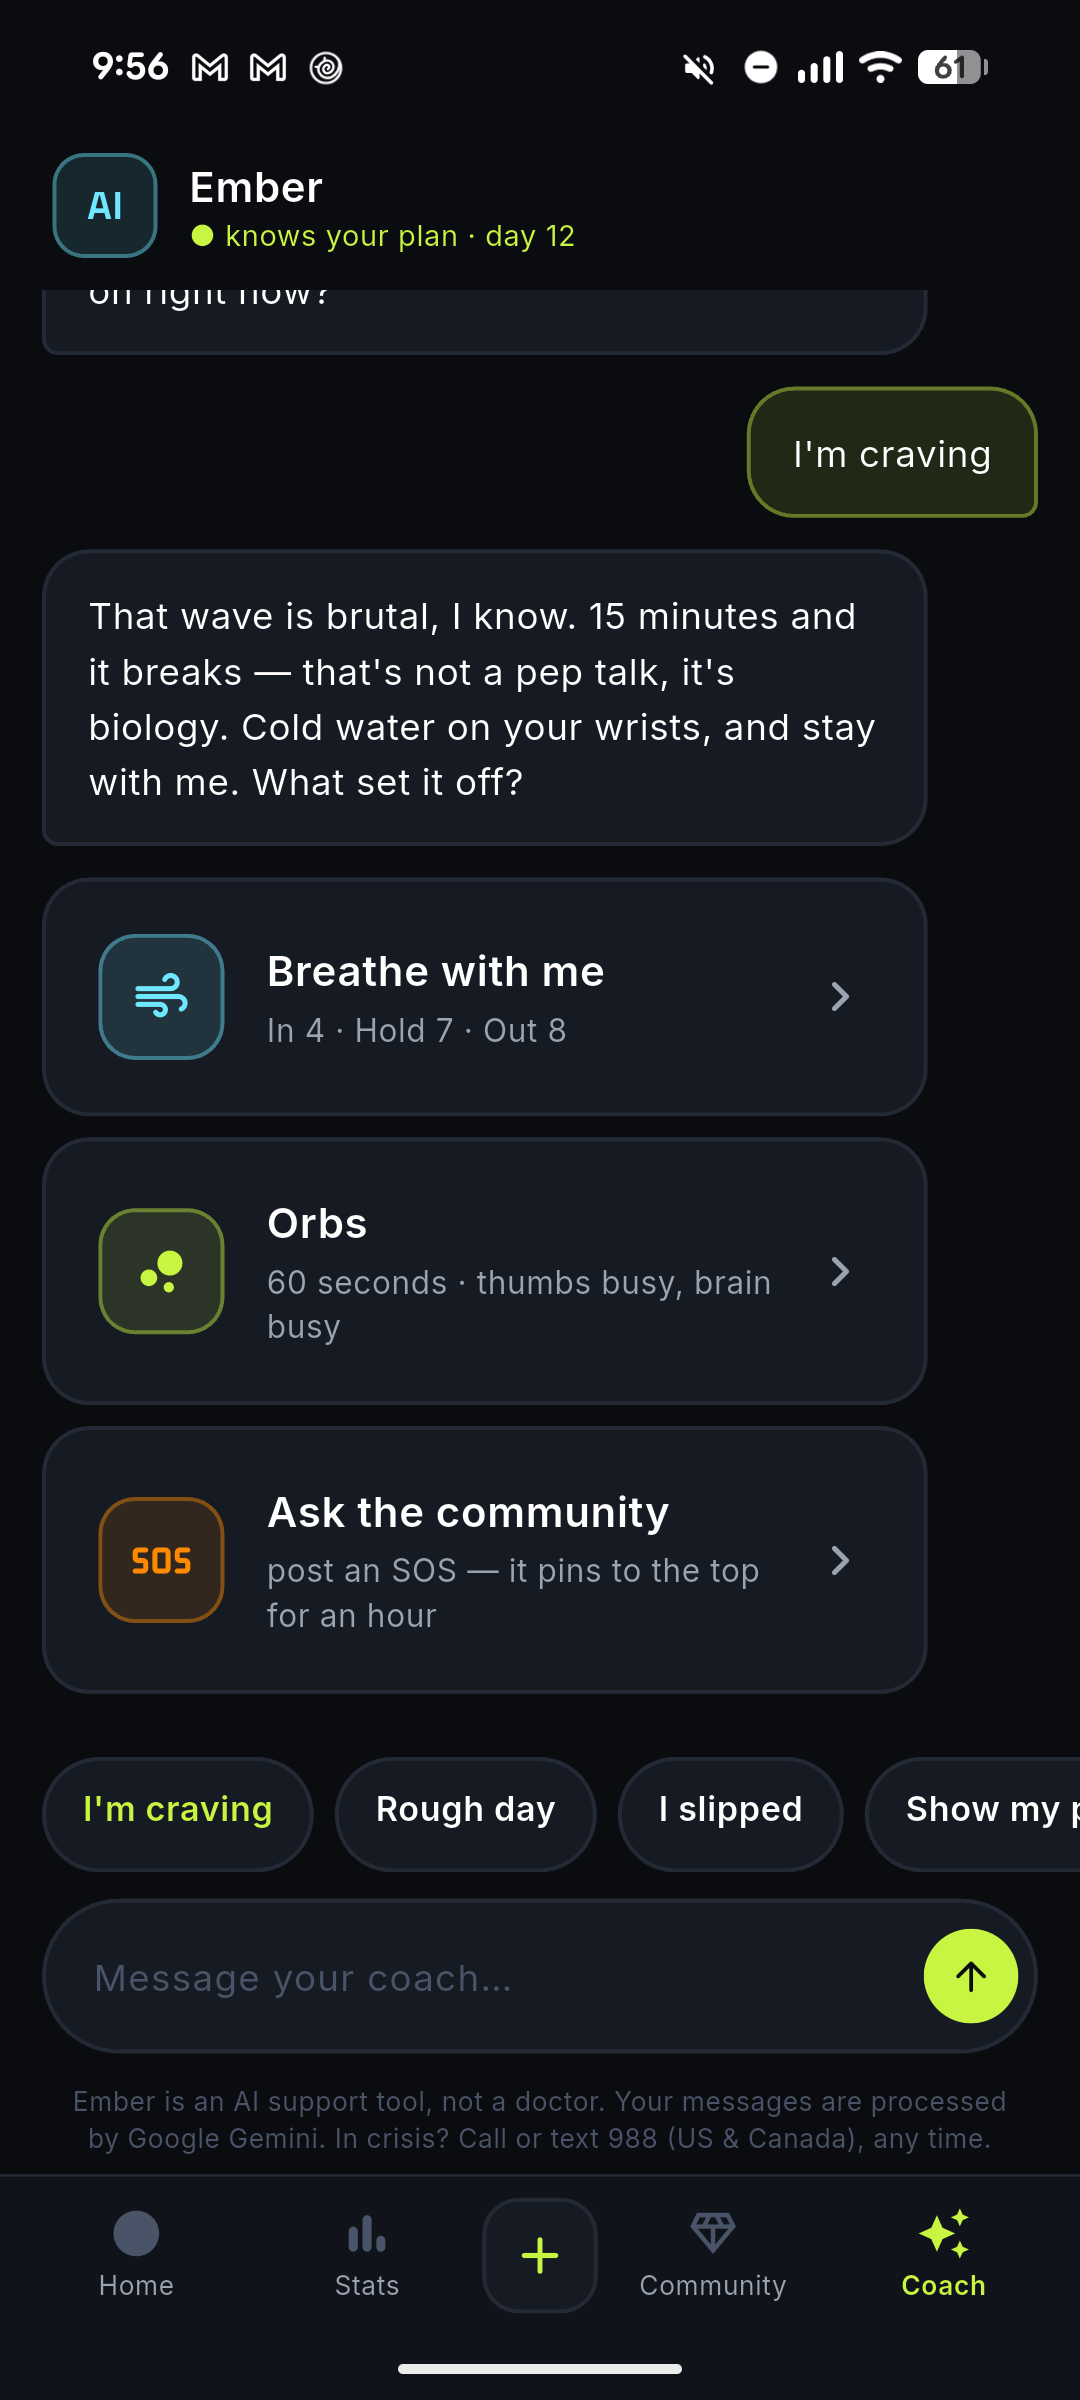 9:56
61
AI
Ember
knows your plan · day 12
on right now?
I'm craving
That wave is brutal, I know. 15 minutes and
it breaks — that's not a pep talk, it's
biology. Cold water on your wrists, and stay
with me. What set it off?
Breathe with me
In 4 · Hold 7 · Out 8
Orbs
60 seconds · thumbs busy, brain
busy
SOS
Ask the community
post an SOS — it pins to the top
for an hour
I'm craving
Rough day
I slipped
Show my
Message your coach...
Ember is an AI support tool, not a doctor. Your messages are processed
by Google Gemini. In crisis? Call or text 988 (US & Canada), any time.
Home
Stats
Community
Coach